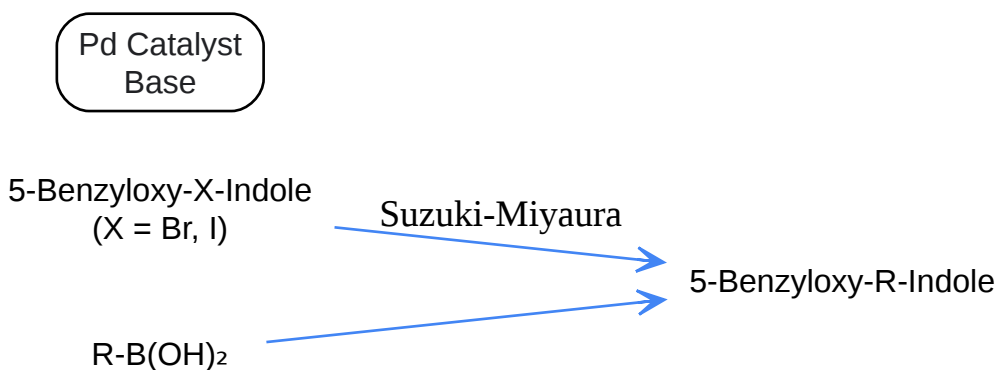 Pd Catalyst
Base
5-Benzyloxy-X-Indole
(X = Br, I)
Suzuki-Miyaura
5-Benzyloxy-R-Indole
R-B(OH)₂